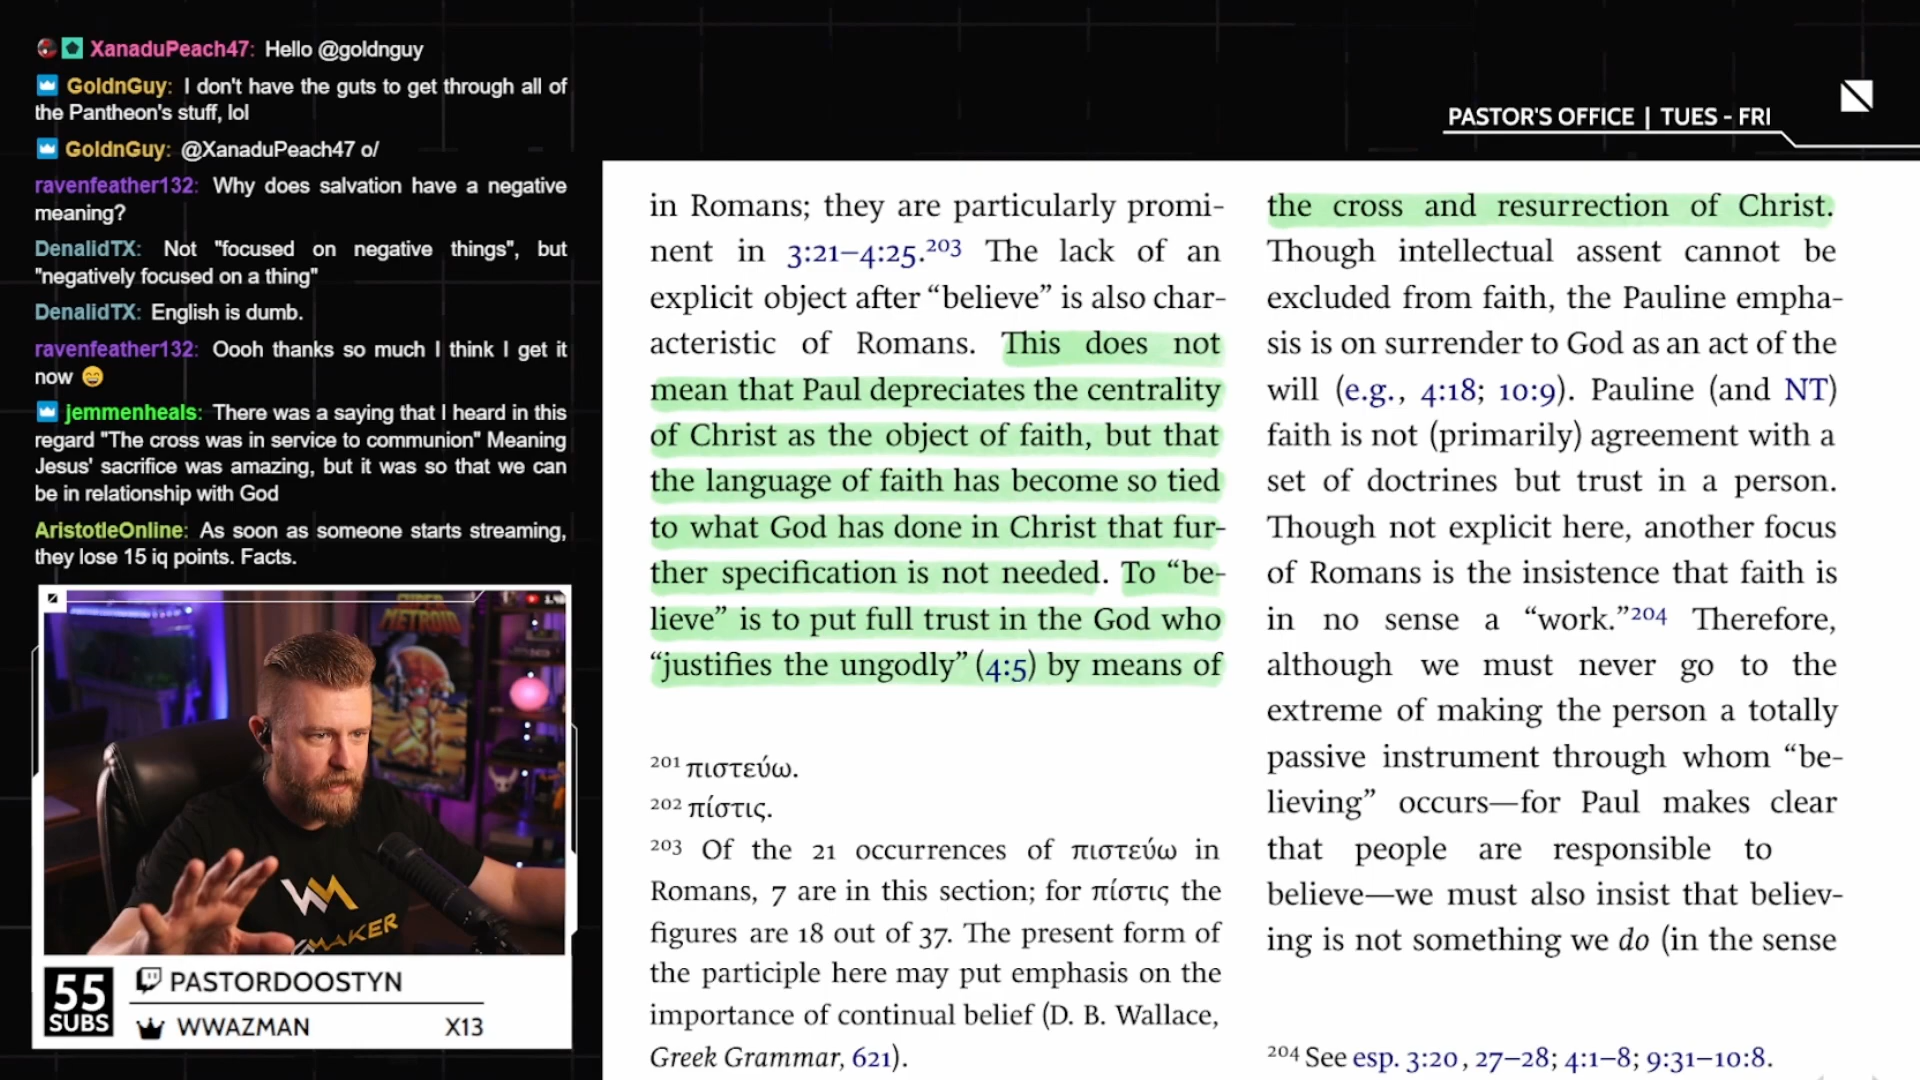 XanaduPeach47: Hello @goldnguy
GoldnGuy: I don't have the guts to get through all of
the Pantheon's stuff, lol
GoldnGuy: @XanaduPeach47 o/
ravenfeather132: Why does salvation have a negative
meaning?
DenalidTX: Not "focused on negative things", but
"negatively focused on a thing"
DenalidTX: English is dumb.
ravenfeather132: Oooh thanks so much I think I get it
now 😄
jemmenheals: There was a saying that I heard in this
regard "The cross was in service to communion" Meaning
Jesus' sacrifice was amazing, but it was so that we can
be in relationship with God
AristotleOnline: As soon as someone starts streaming,
they lose 15 iq points. Facts.
SUPER
METROID
WM
MAKER
55
SUBS
PASTORDOOSTYN
WWAZMAN X13
PASTOR'S OFFICE | TUES - FRI
in Romans; they are particularly promi-
nent in 3:21–4:25.²⁰³ The lack of an
explicit object after “believe” is also char-
acteristic of Romans. This does not
mean that Paul depreciates the centrality
of Christ as the object of faith, but that
the language of faith has become so tied
to what God has done in Christ that fur-
ther specification is not needed. To “be-
lieve” is to put full trust in the God who
“justifies the ungodly” (4:5) by means of
²⁰¹ πιστεύω.
²⁰² πίστις.
²⁰³ Of the 21 occurrences of πιστεύω in
Romans, 7 are in this section; for πίστις the
figures are 18 out of 37. The present form of
the participle here may put emphasis on the
importance of continual belief (D. B. Wallace,
Greek Grammar, 621).
the cross and resurrection of Christ.
Though intellectual assent cannot be
excluded from faith, the Pauline empha-
sis is on surrender to God as an act of the
will (e.g., 4:18; 10:9). Pauline (and NT)
faith is not (primarily) agreement with a
set of doctrines but trust in a person.
Though not explicit here, another focus
of Romans is the insistence that faith is
in no sense a “work.”²⁰⁴ Therefore,
although we must never go to the
extreme of making the person a totally
passive instrument through whom “be-
lieving” occurs—for Paul makes clear
that people are responsible to
believe—we must also insist that believ-
ing is not something we do (in the sense
²⁰⁴ See esp. 3:20, 27–28; 4:1–8; 9:31–10:8.